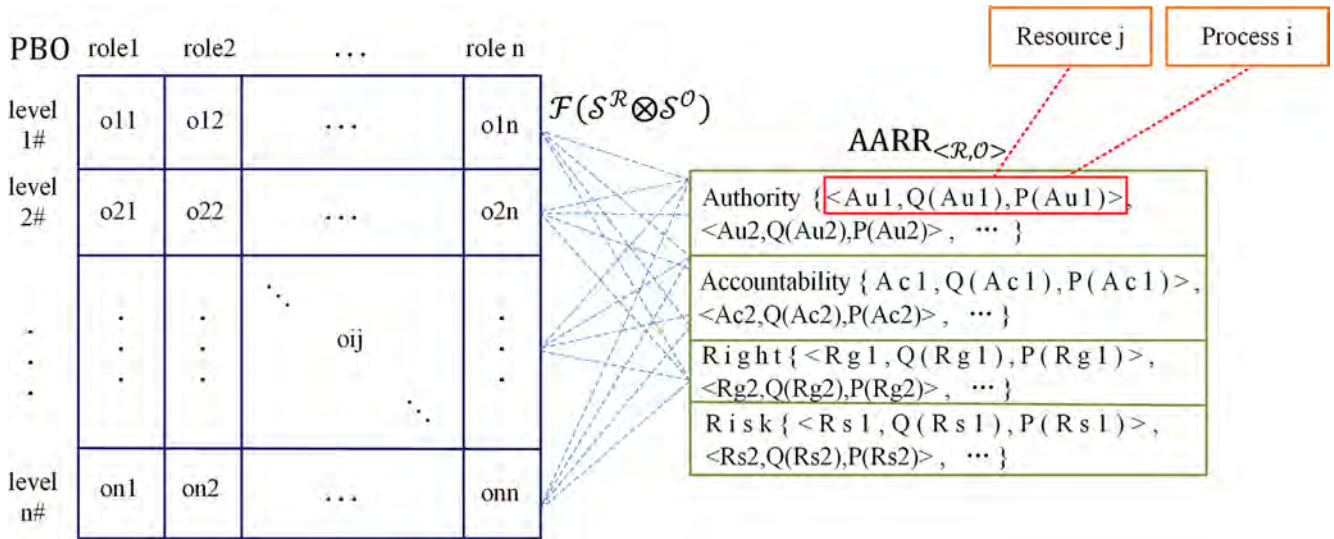 Resource j
Process i
PBO role1 role2 ... role n
level 1# o11 o12 ... o1n
ℱ(𝒮^ℛ⊗𝒮^𝒪)
AARR_<ℛ,𝒪>
level 2# o21 o22 ... o2n
oij
level n# on1 on2 ... onn
Authority {<Au1,Q(Au1),P(Au1)>,
<Au2,Q(Au2),P(Au2)>, ... }
Accountability {Ac1,Q(Ac1),P(Ac1)>,
<Ac2,Q(Ac2),P(Ac2)>, ... }
Right{<Rg1,Q(Rg1),P(Rg1)>,
<Rg2,Q(Rg2),P(Rg2)>, ... }
Risk{<Rs1,Q(Rs1),P(Rs1)>,
<Rs2,Q(Rs2),P(Rs2)>, ... }